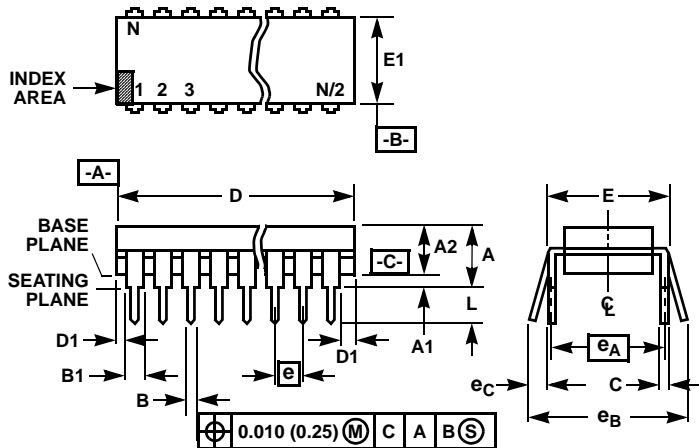 N
E1
INDEX
AREA
1 2 3 N/2
-B-
-A-
D
E
BASE
PLANE
A2
A
-C-
SEATING
PLANE
L
C
L
D1
A1
D1
e
eA
B1
eC
C
B
eB
0.010 (0.25) M C A B S